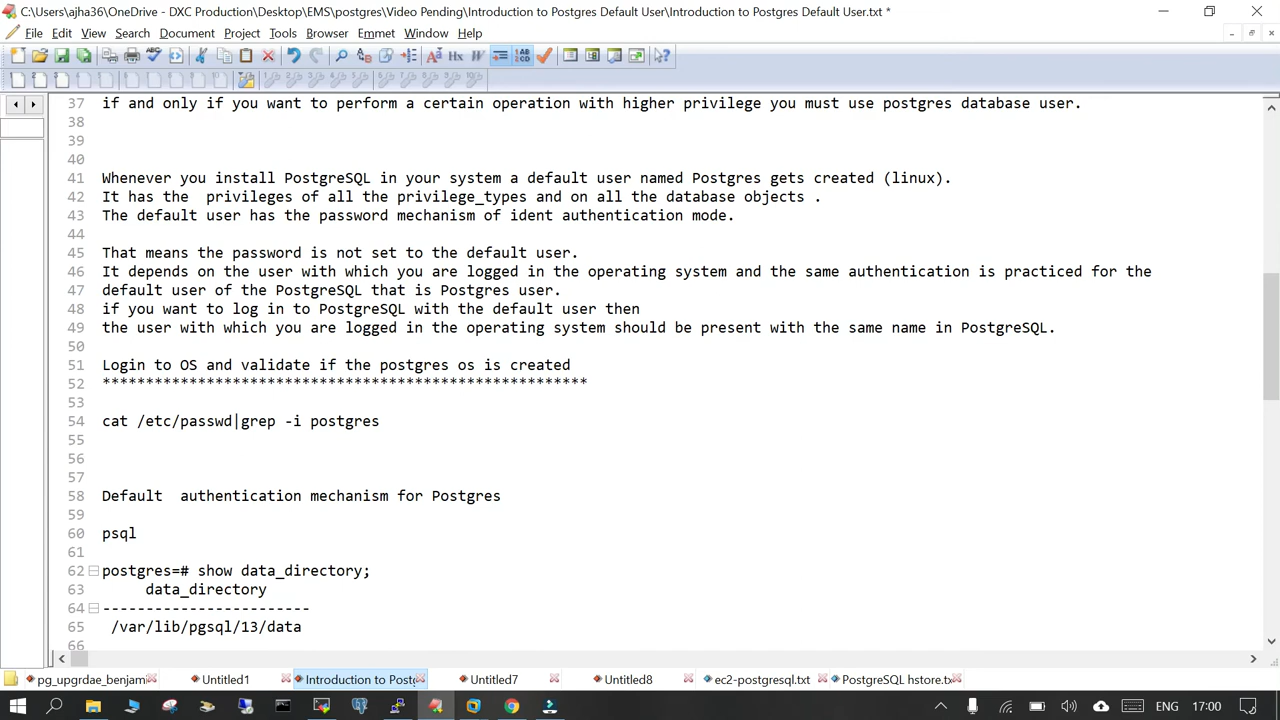 C:\Users\ajha36\OneDrive - DXC Production\Desktop\EMS\postgres\Video Pending\Introduction to Postgres Default User\Introduction to Postgres Default User.txt *
File Edit View Search Document Project Tools Browser Emmet Window Help
37 if and only if you want to perform a certain operation with higher privilege you must use postgres database user.
38
39
40
41 Whenever you install PostgreSQL in your system a default user named Postgres gets created (linux).
42 It has the  privileges of all the privilege_types and on all the database objects .
43 The default user has the password mechanism of ident authentication mode.
44
45 That means the password is not set to the default user.
46 It depends on the user with which you are logged in the operating system and the same authentication is practiced for the
47 default user of the PostgreSQL that is Postgres user.
48 if you want to log in to PostgreSQL with the default user then
49 the user with which you are logged in the operating system should be present with the same name in PostgreSQL.
50
51 Login to OS and validate if the postgres os is created
52 ********************************************************
53
54 cat /etc/passwd|grep -i postgres
55
56
57
58 Default  authentication mechanism for Postgres
59
60 psql
61
62 postgres=# show data_directory;
63      data_directory
64 ------------------------
65  /var/lib/pgsql/13/data
66
pg_upgrdae_benjam Untitled1 Introduction to Postg Untitled7 Untitled8 ec2-postgresql.txt PostgreSQL hstore.tx
ENG 17:00